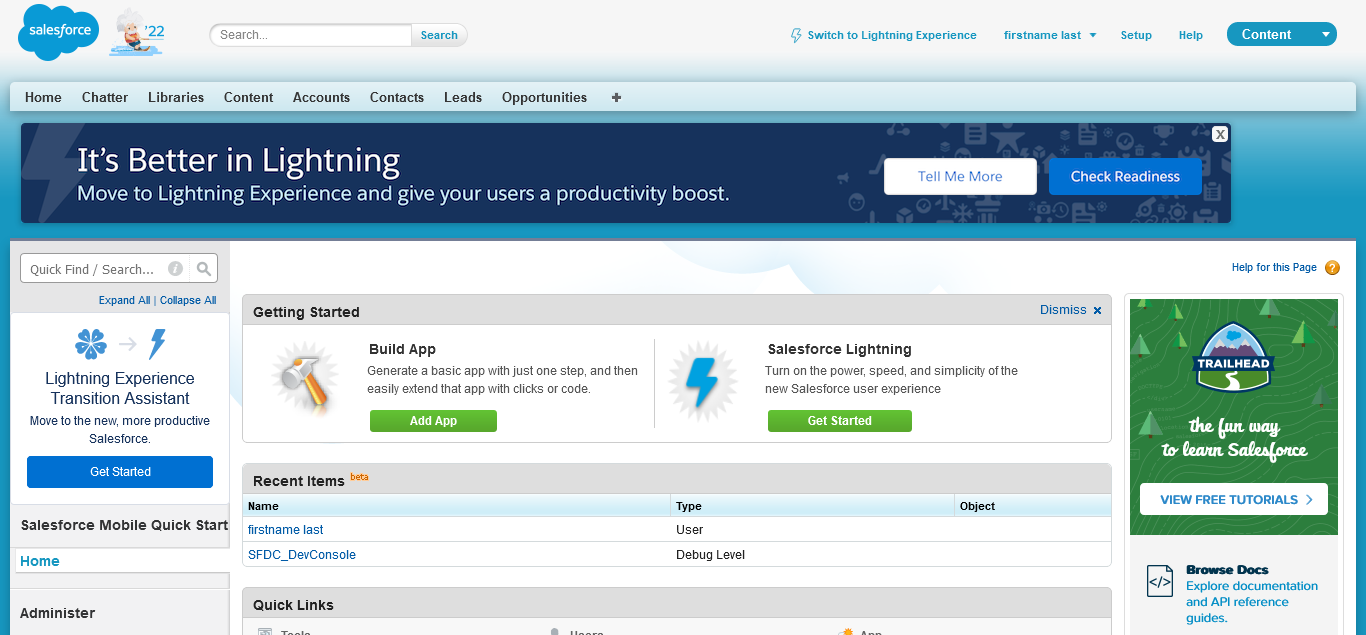 salesforce
'22
Search...
Search
Switch to Lightning Experience
firstname last
Setup
Help
Content
Home
Chatter
Libraries
Content
Accounts
Contacts
Leads
Opportunities
It's Better in Lightning
Move to Lightning Experience and give your users a productivity boost.
Tell Me More
Check Readiness
X
Quick Find / Search...
Expand All | Collapse All
Lightning Experience
Transition Assistant
Move to the new, more productive
Salesforce.
Get Started
Salesforce Mobile Quick Start
Home
Administer
Help for this Page
?
Getting Started
Dismiss
Build App
Generate a basic app with just one step, and then
easily extend that app with clicks or code.
Add App
Salesforce Lightning
Turn on the power, speed, and simplicity of the
new Salesforce user experience
Get Started
Recent Items beta
Name
Type
Object
firstname last
User
SFDC_DevConsole
Debug Level
Quick Links
Tools
Users
App
TRAILHEAD
the fun way
to learn Salesforce
VIEW FREE TUTORIALS
</>
Browse Docs
Explore documentation
and API reference
guides.